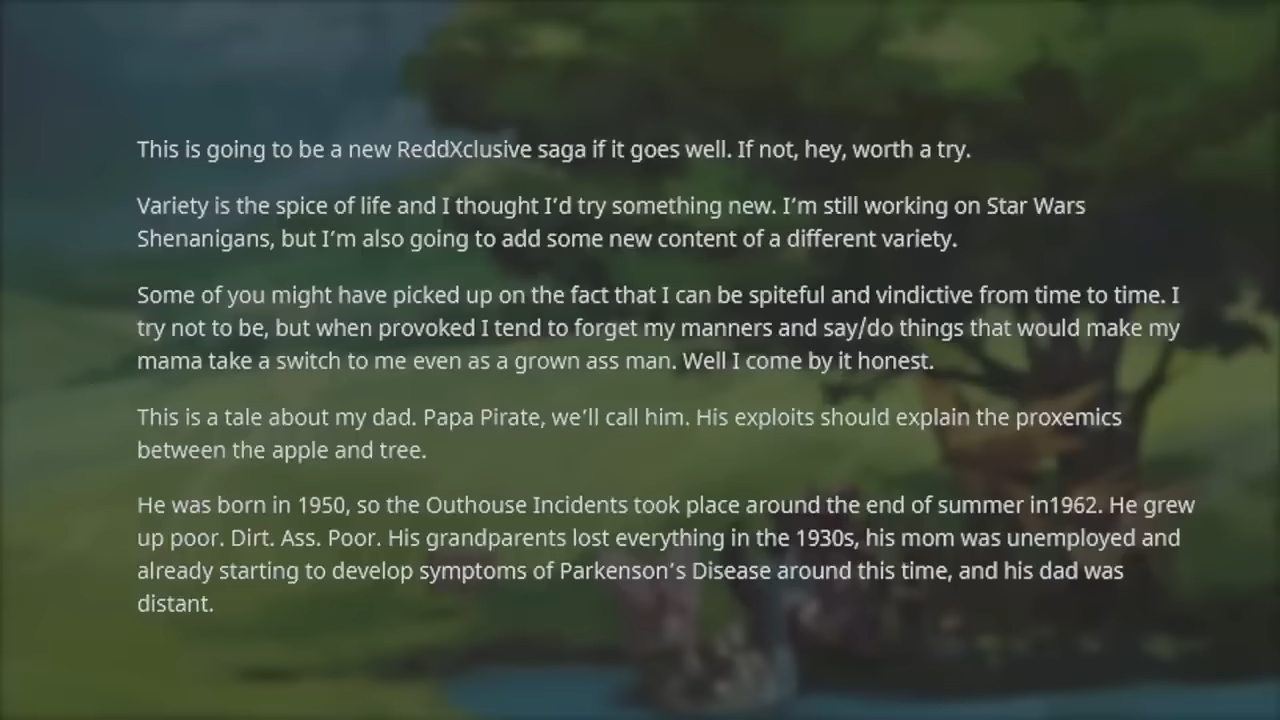 This is going to be a new ReddXclusive saga if it goes well. If not, hey, worth a try.
Variety is the spice of life and I thought I'd try something new. I'm still working on Star Wars
Shenanigans, but I'm also going to add some new content of a different variety.
Some of you might have picked up on the fact that I can be spiteful and vindictive from time to time. I
try not to be, but when provoked I tend to forget my manners and say/do things that would make my
mama take a switch to me even as a grown ass man. Well I come by it honest.
This is a tale about my dad. Papa Pirate, we'll call him. His exploits should explain the proxemics
between the apple and tree.
He was born in 1950, so the Outhouse Incidents took place around the end of summer in1962. He grew
up poor. Dirt. Ass. Poor. His grandparents lost everything in the 1930s, his mom was unemployed and
already starting to develop symptoms of Parkenson's Disease around this time, and his dad was
distant.